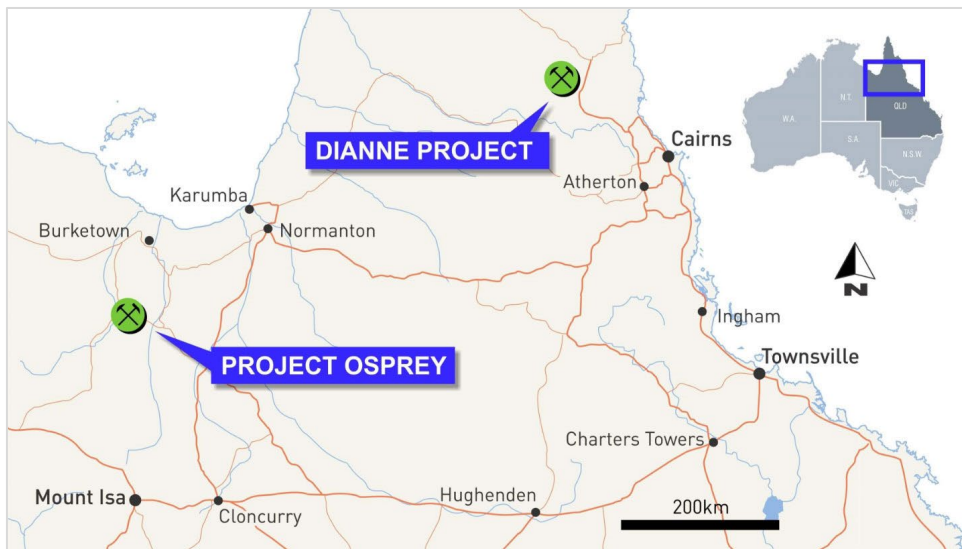 DIANNE PROJECT
Cairns
Atherton
Karumba
Burketown
Normanton
Ingham
PROJECT OSPREY
Townsville
Charters Towers
Mount Isa
Cloncurry
Hughenden
200km
W.A.
N.T.
QLD
S.A.
N.S.W.
VIC
TAS
N